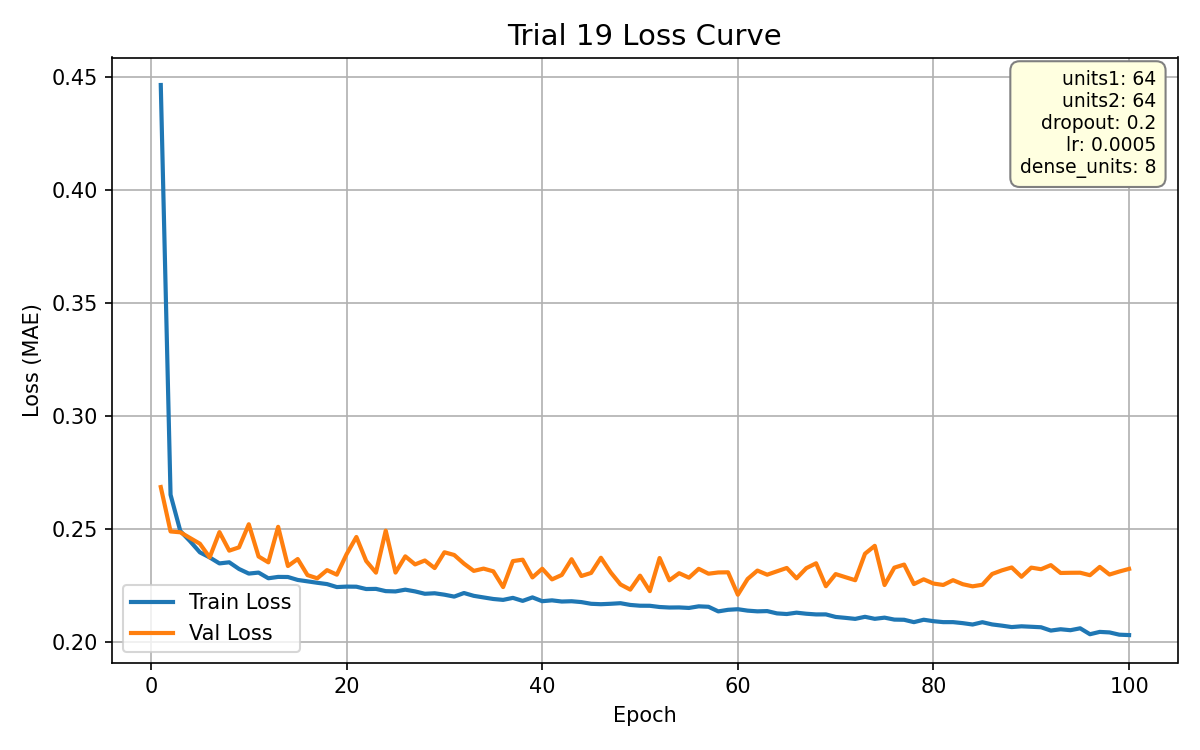 Trial 19 Loss Curve
units1: 64
units2: 64
dropout: 0.2
lr: 0.0005
dense_units: 8
Loss (MAE)
0.45
0.40
0.35
0.30
0.25
0.20
Train Loss
Val Loss
0 20 40 60 80 100
Epoch